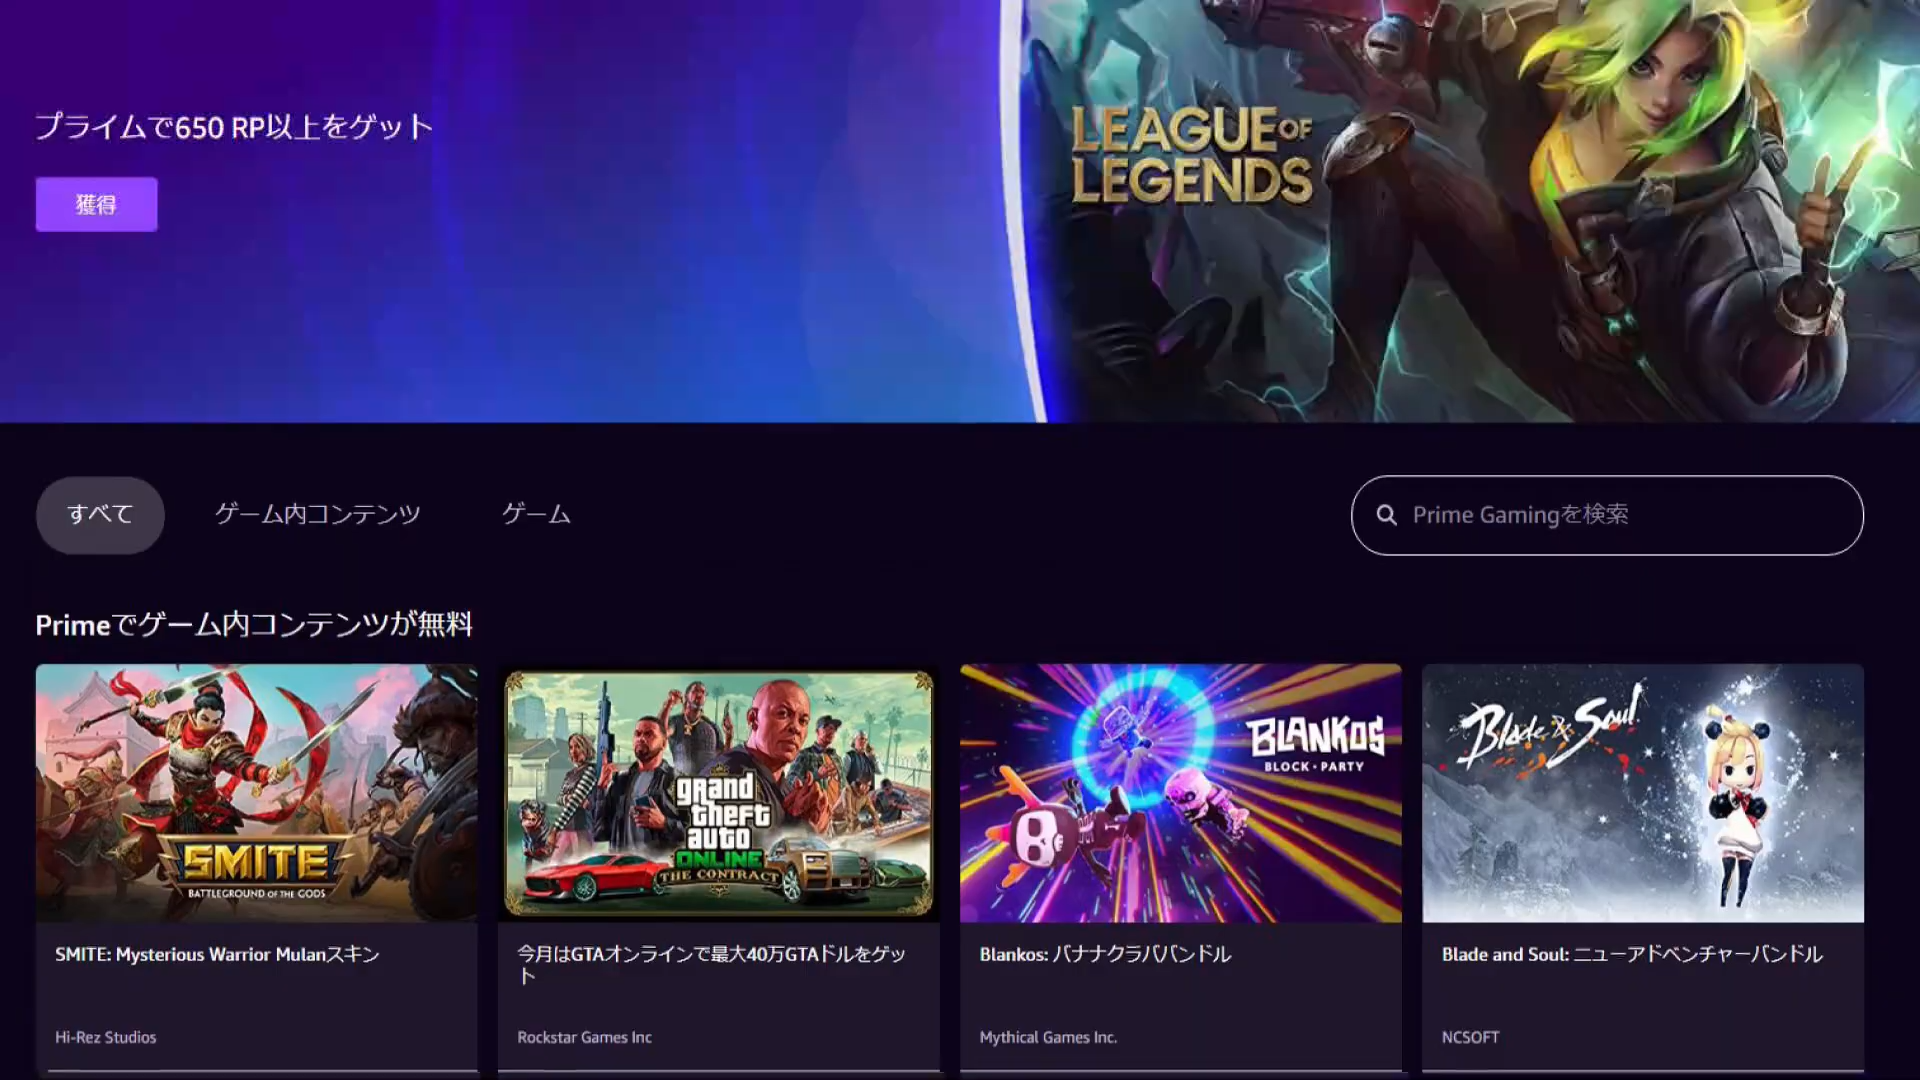 プライムで650 RP以上をゲット
獲得
LEAGUE OF
LEGENDS
すべて
ゲーム内コンテンツ
ゲーム
Prime Gamingを検索
Primeでゲーム内コンテンツが無料
SMITE
BATTLEGROUND OF THE GODS
grand
theft
auto
ONLINE
THE CONTRACT
BLANKOS
BLOCK • PARTY
Blade & Soul
SMITE: Mysterious Warrior Mulanスキン
Hi-Rez Studios
今月はGTAオンラインで最大40万GTAドルをゲッ
ト
Rockstar Games Inc
Blankos: バナナクラババンドル
Mythical Games Inc.
Blade and Soul: ニューアドベンチャーバンドル
NCSOFT